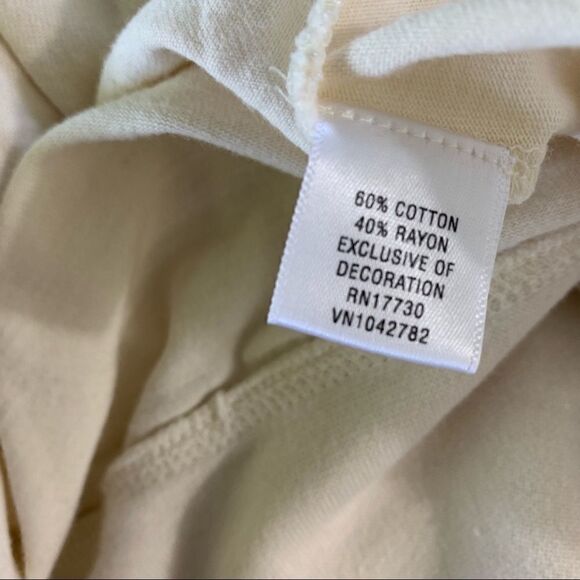 60% COTTON
40% RAYON
EXCLUSIVE OF
DECORATION
RN17730
VN1042782